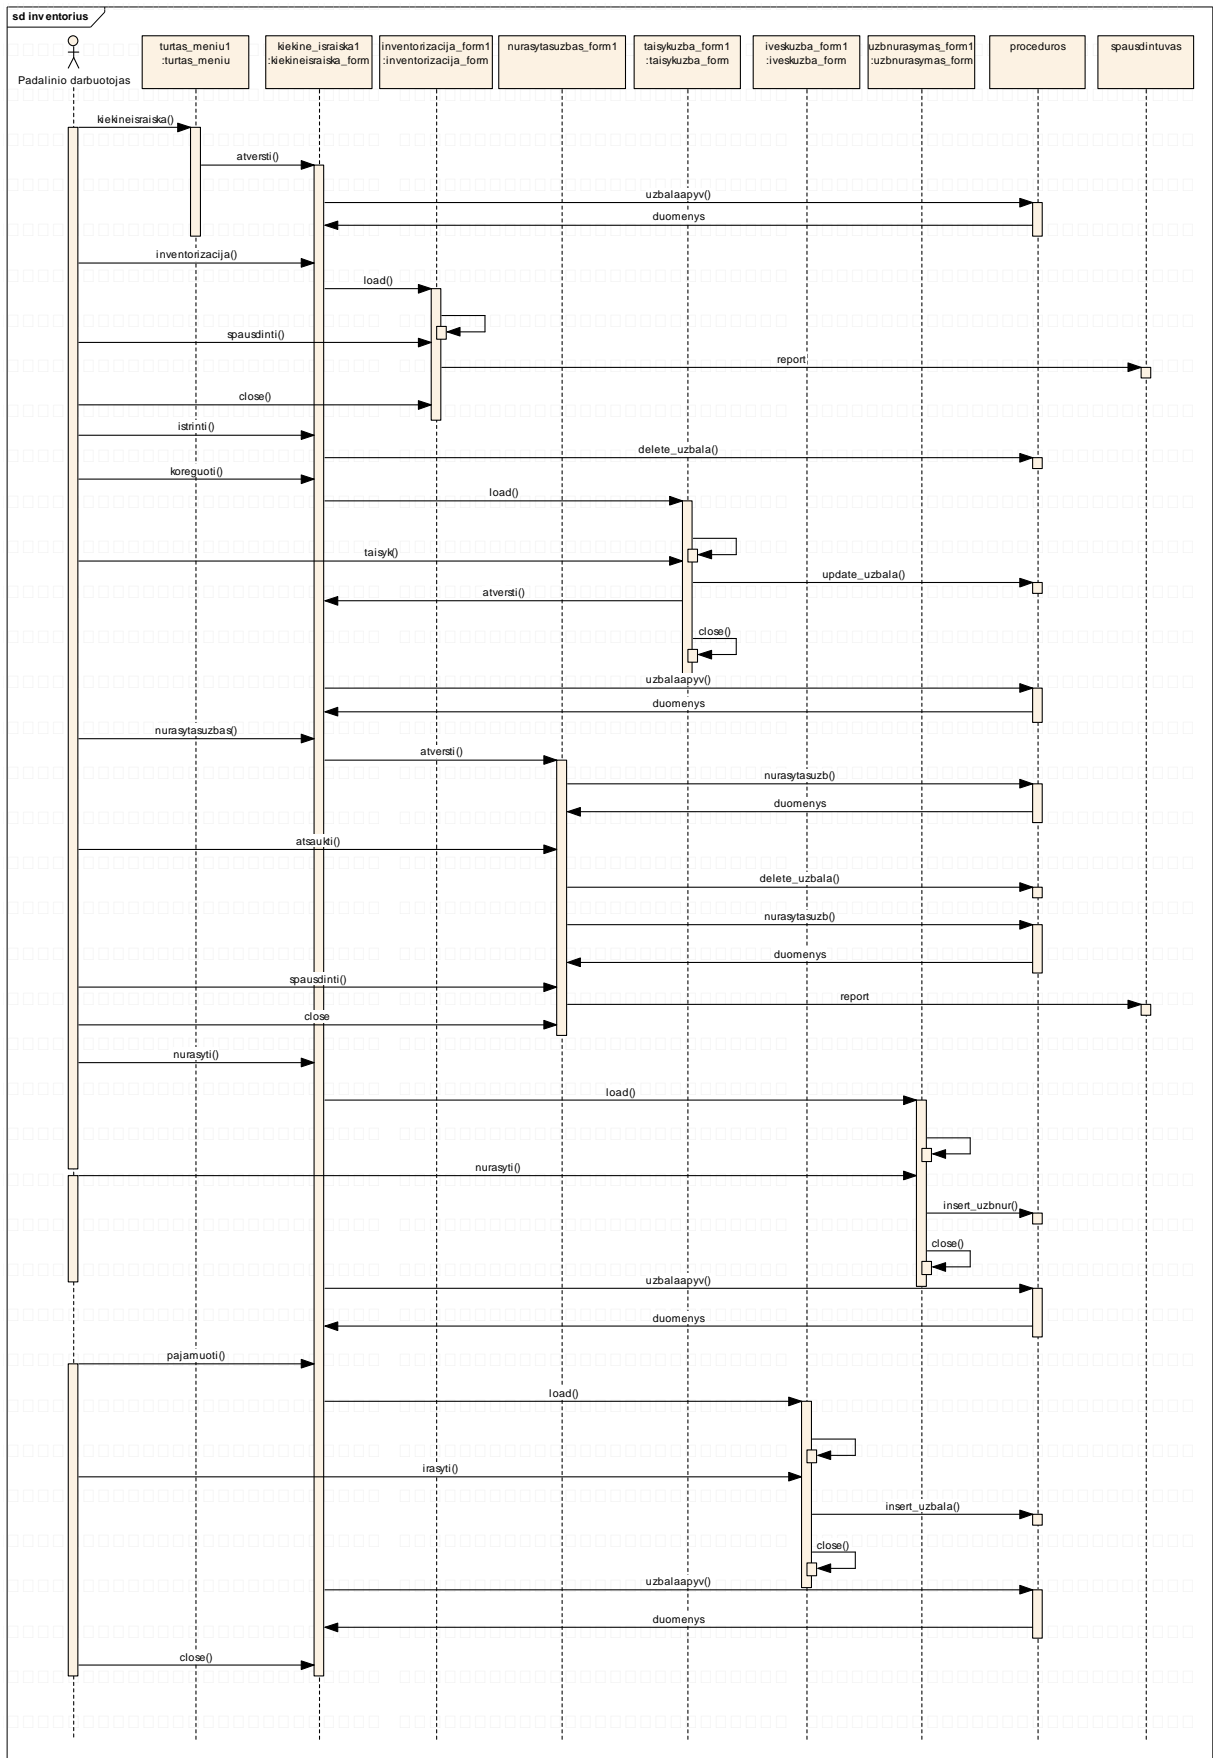 sd inventorius
Padalinio darbuotojas
turtas_meniu1
:turtas_meniu
kiekine_israiska1
:kiekineisraiska_form
inventorizacija_form1
:inventorizacija_form
nurasytasuzbas_form1
taisykuzba_form1
:taisykuzba_form
iveskuzba_form1
:iveskuzba_form
uzbnurasymas_form1
:uzbnurasymas_form
proceduros
spausdintuvas
kiekineisraiska()
atversti()
uzbalaapyv()
duomenys
inventorizacija()
load()
spausdinti()
report
close()
istrinti()
delete_uzbala()
koreguoti()
load()
taisyk()
update_uzbala()
atversti()
close()
uzbalaapyv()
duomenys
nurasytasuzbas()
atversti()
nurasytasuzb()
duomenys
atsaukti()
delete_uzbala()
nurasytasuzb()
duomenys
spausdinti()
report
close
nurasyti()
load()
nurasyti()
insert_uzbnur()
close()
uzbalaapyv()
duomenys
pajamuoti()
load()
irasyti()
insert_uzbala()
close()
uzbalaapyv()
duomenys
close()